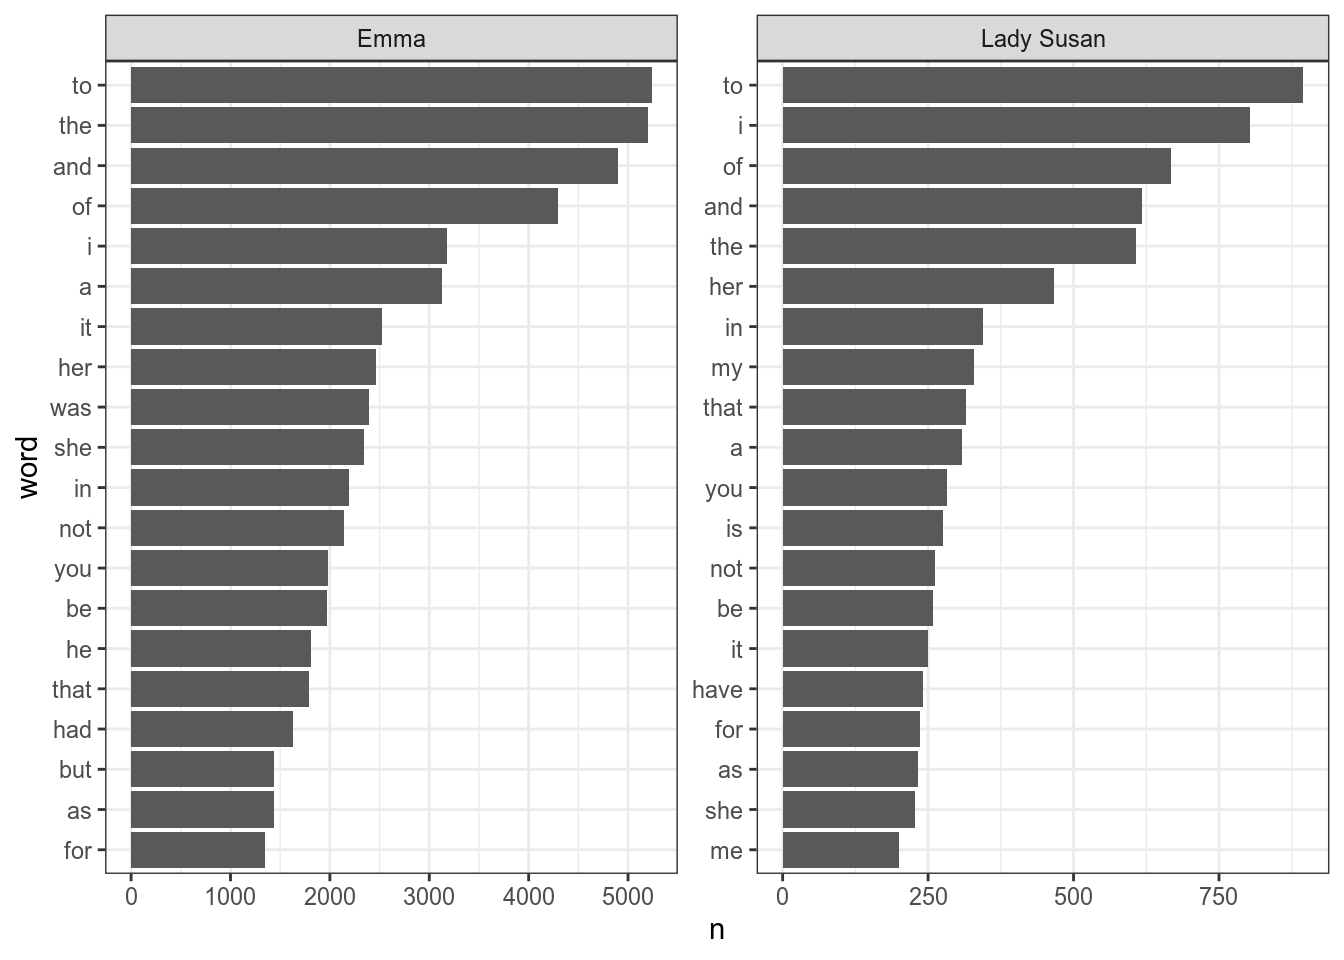 Emma
to
the
and
of
i
a
it
her
was
she
in
not
you
be
he
that
had
but
as
for
0 1000 2000 3000 4000 5000
Lady Susan
to
i
of
and
the
her
in
my
that
a
you
is
not
be
it
have
for
as
she
me
0 250 500 750
word
n